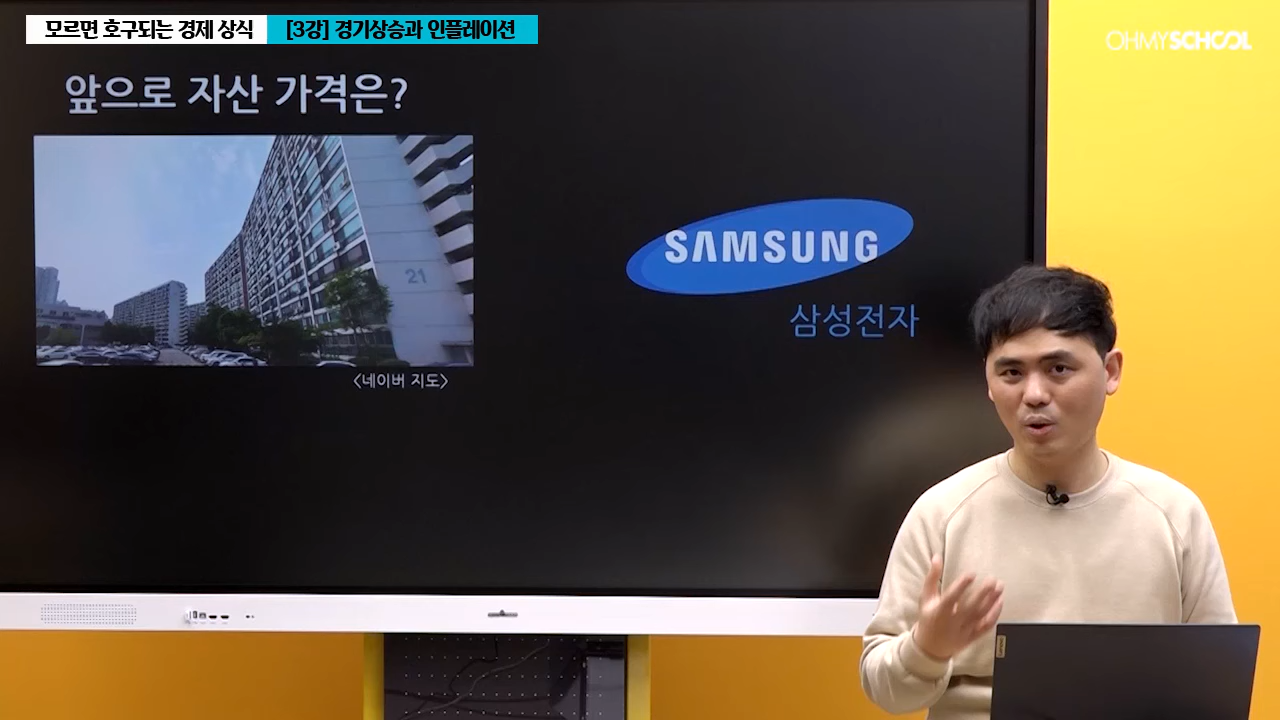 모르면 호구되는 경제 상식
[3강] 경기상승과 인플레이션
OHMYSCHOOL
앞으로 자산 가격은?
21
<네이버 지도>
SAMSUNG
삼성전자